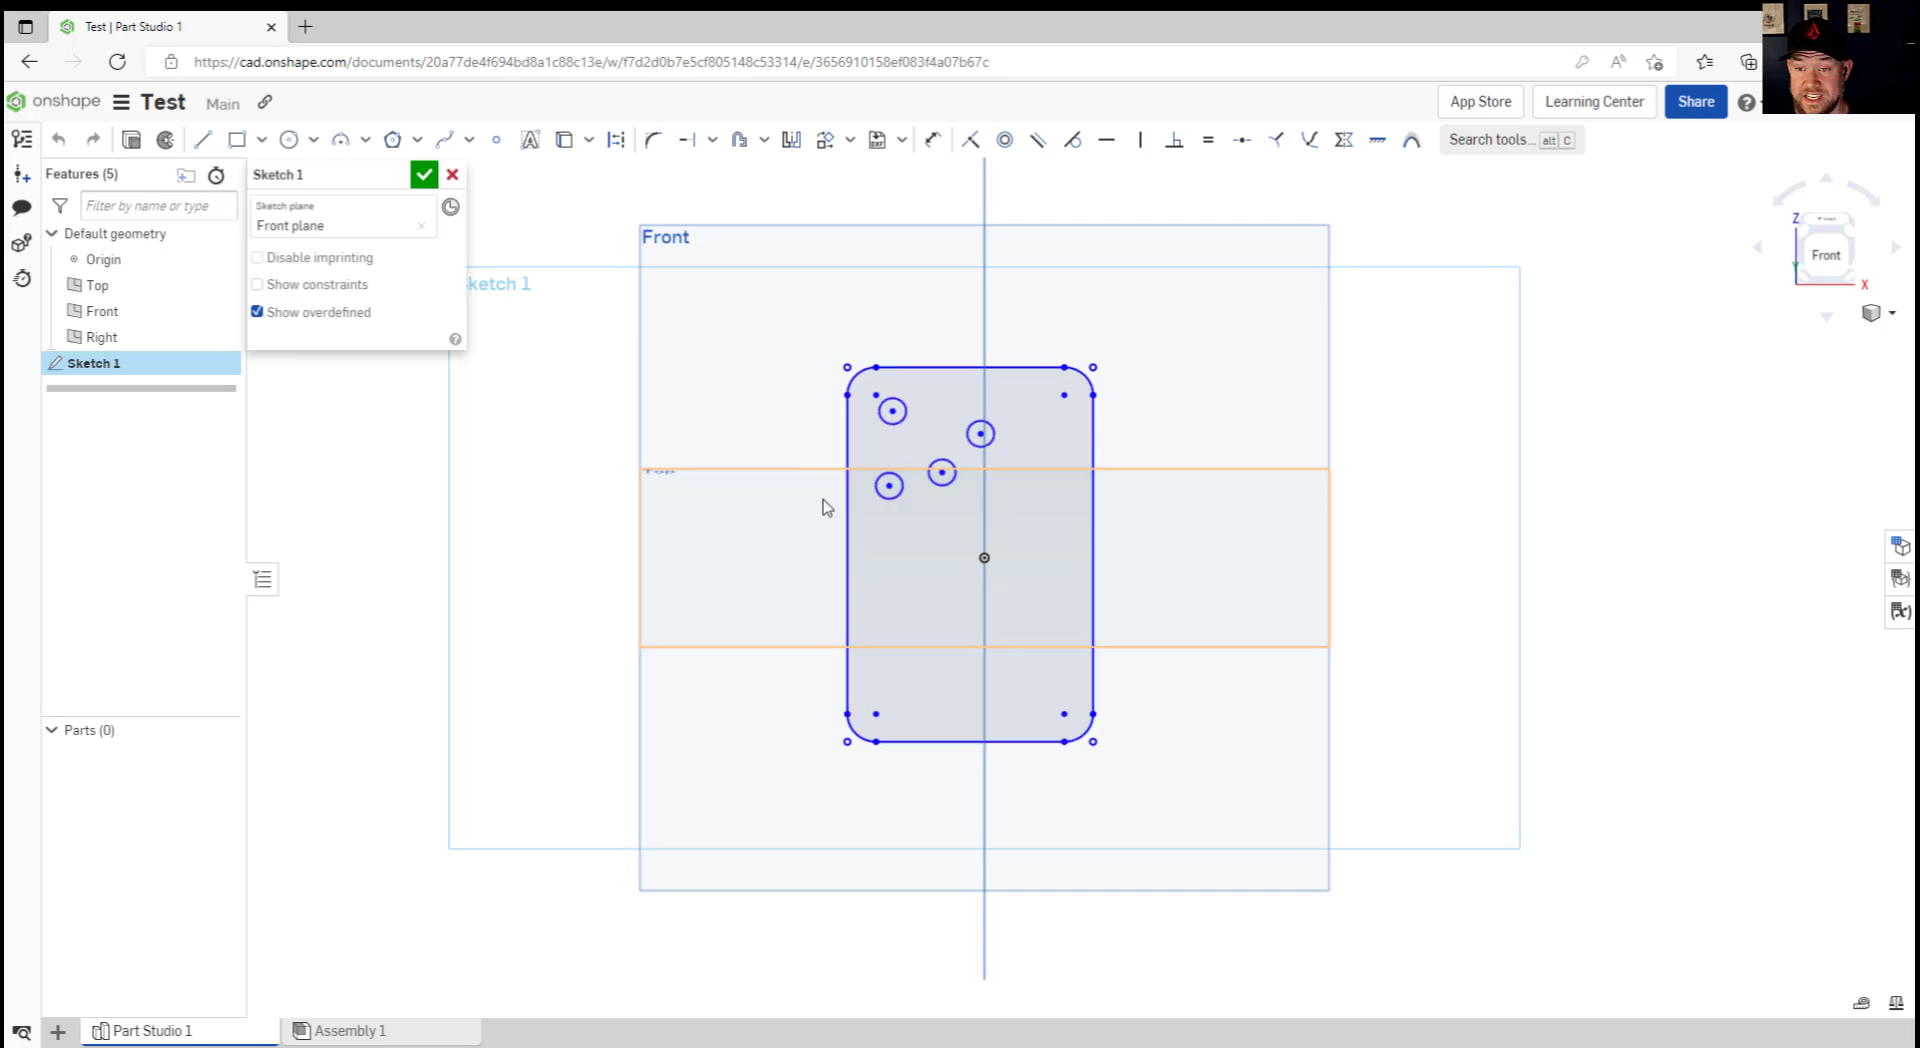 Test | Part Studio 1
https://cad.onshape.com/documents/20a77de4f694bd8a1c88c13e/w/f7d2d0b7e5cf805148c53314/e/3656910158ef083f4a07b67c
onshape
Test
Main
App Store
Learning Center
Share
Search tools... alt C
Features (5)
Filter by name or type
Default geometry
Origin
Top
Front
Right
Sketch 1
Parts (0)
Sketch 1
Sketch plane
Front plane
Disable imprinting
Show constraints
Show overdefined
Front
ketch 1
Top
Z
Top
Front
Y
X
Part Studio 1
Assembly 1